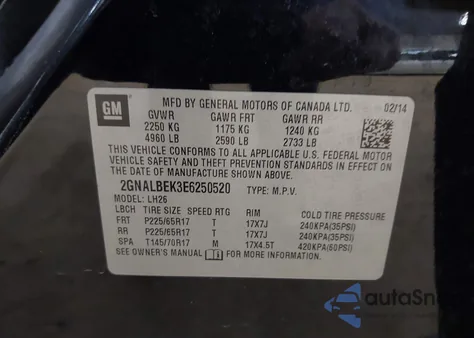 GM
MFD BY GENERAL MOTORS OF CANADA LTD. 02/14
GVWR GAWR FRT GAWR RR
2250 KG 1175 KG 1240 KG
4960 LB 2590 LB 2733 LB
THIS VEHICLE CONFORMS TO ALL APPLICABLE U.S. FEDERAL MOTOR
VEHICLE SAFETY AND THEFT PREVENTION STANDARDS IN EFFECT ON
THE DATE OF MANUFACTURE SHOWN ABOVE.
2GNALBEK3E6250520 TYPE: M.P.V.
MODEL: LH26
LBCH TIRE SIZE SPEED RTG RIM COLD TIRE PRESSURE
FRT P225/65R17 T 17X7J 240KPA(35PSI)
RR P225/65R17 T 17X7J 240KPA(35PSI)
SPA T145/70R17 M 17X4.5T 420KPA(60PSI)
SEE OWNER'S MANUAL FOR MORE INFORMATION.
autaSna